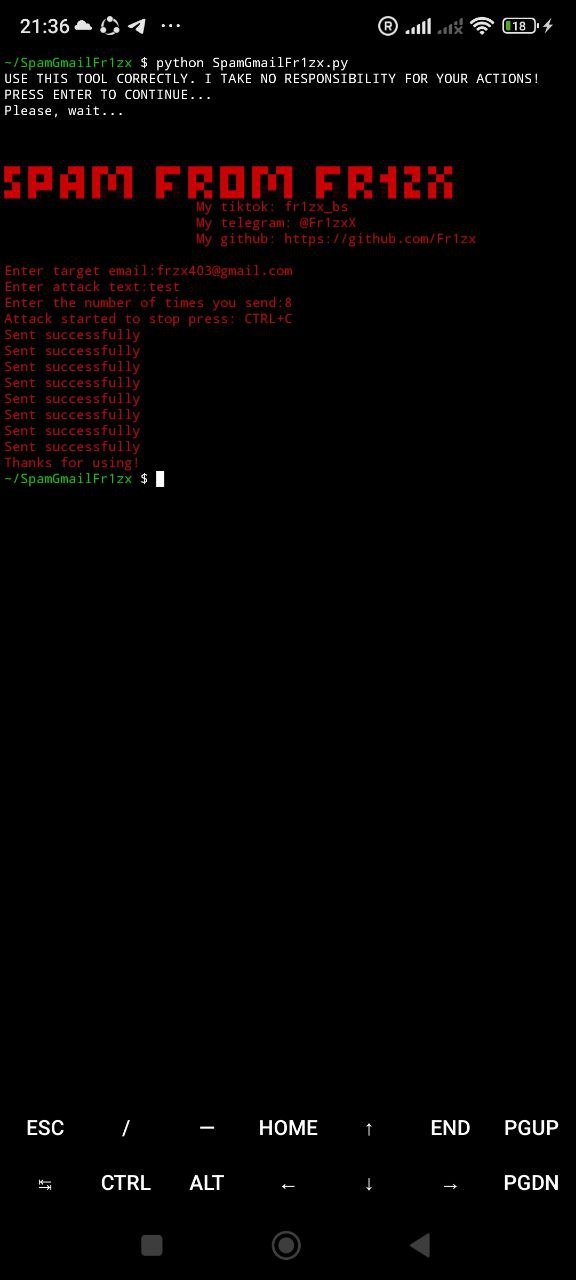 21:36
R
18
~/SpamGmailFr1zx $ python SpamGmailFr1zx.py
USE THIS TOOL CORRECTLY. I TAKE NO RESPONSIBILITY FOR YOUR ACTIONS!
PRESS ENTER TO CONTINUE...
Please, wait...
SPAM FROM FR1ZX
My tiktok: fr1zx_bs
My telegram: @Fr1zxX
My github: https://github.com/Fr1zx
Enter target email:frzx403@gmail.com
Enter attack text:test
Enter the number of times you send:8
Attack started to stop press: CTRL+C
Sent successfully
Sent successfully
Sent successfully
Sent successfully
Sent successfully
Sent successfully
Sent successfully
Sent successfully
Thanks for using!
~/SpamGmailFr1zx $
ESC / — HOME ↑ END PGUP
↹ CTRL ALT ← ↓ → PGDN